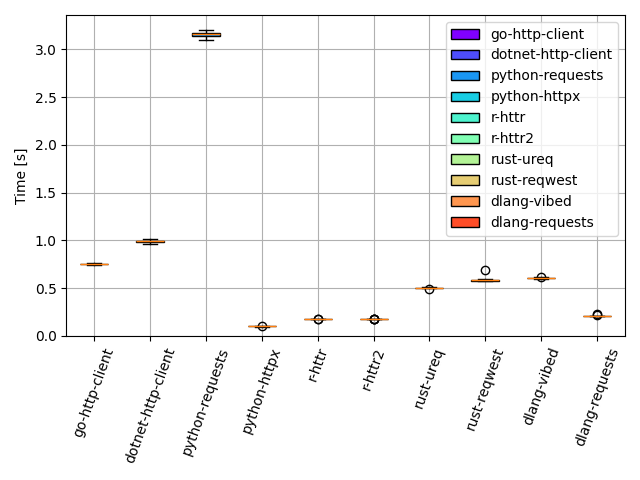 Time [s]
3.0
2.5
2.0
1.5
1.0
0.5
0.0
go-http-client
dotnet-http-client
python-requests
python-httpx
r-httr
r-httr2
rust-ureq
rust-reqwest
dlang-vibed
dlang-requests
go-http-client
dotnet-http-client
python-requests
python-httpx
r-httr
r-httr2
rust-ureq
rust-reqwest
dlang-vibed
dlang-requests